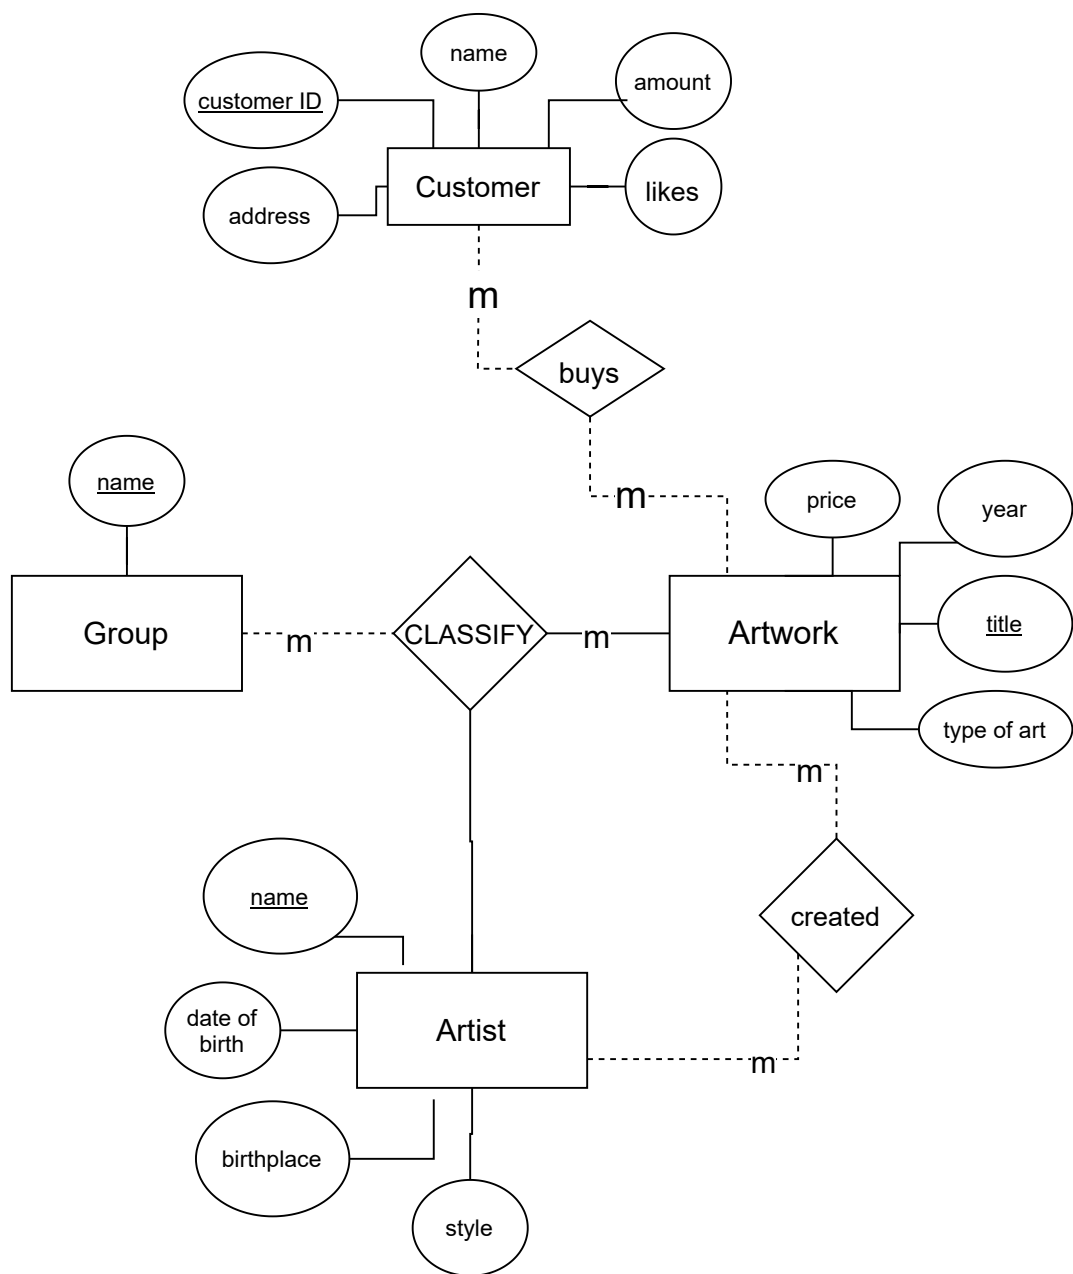 name
amount
customer ID
Customer
likes
address
m
buys
name
m
price
year
Group
m
CLASSIFY
m
Artwork
title
type of art
m
name
created
date of
birth
Artist
m
birthplace
style